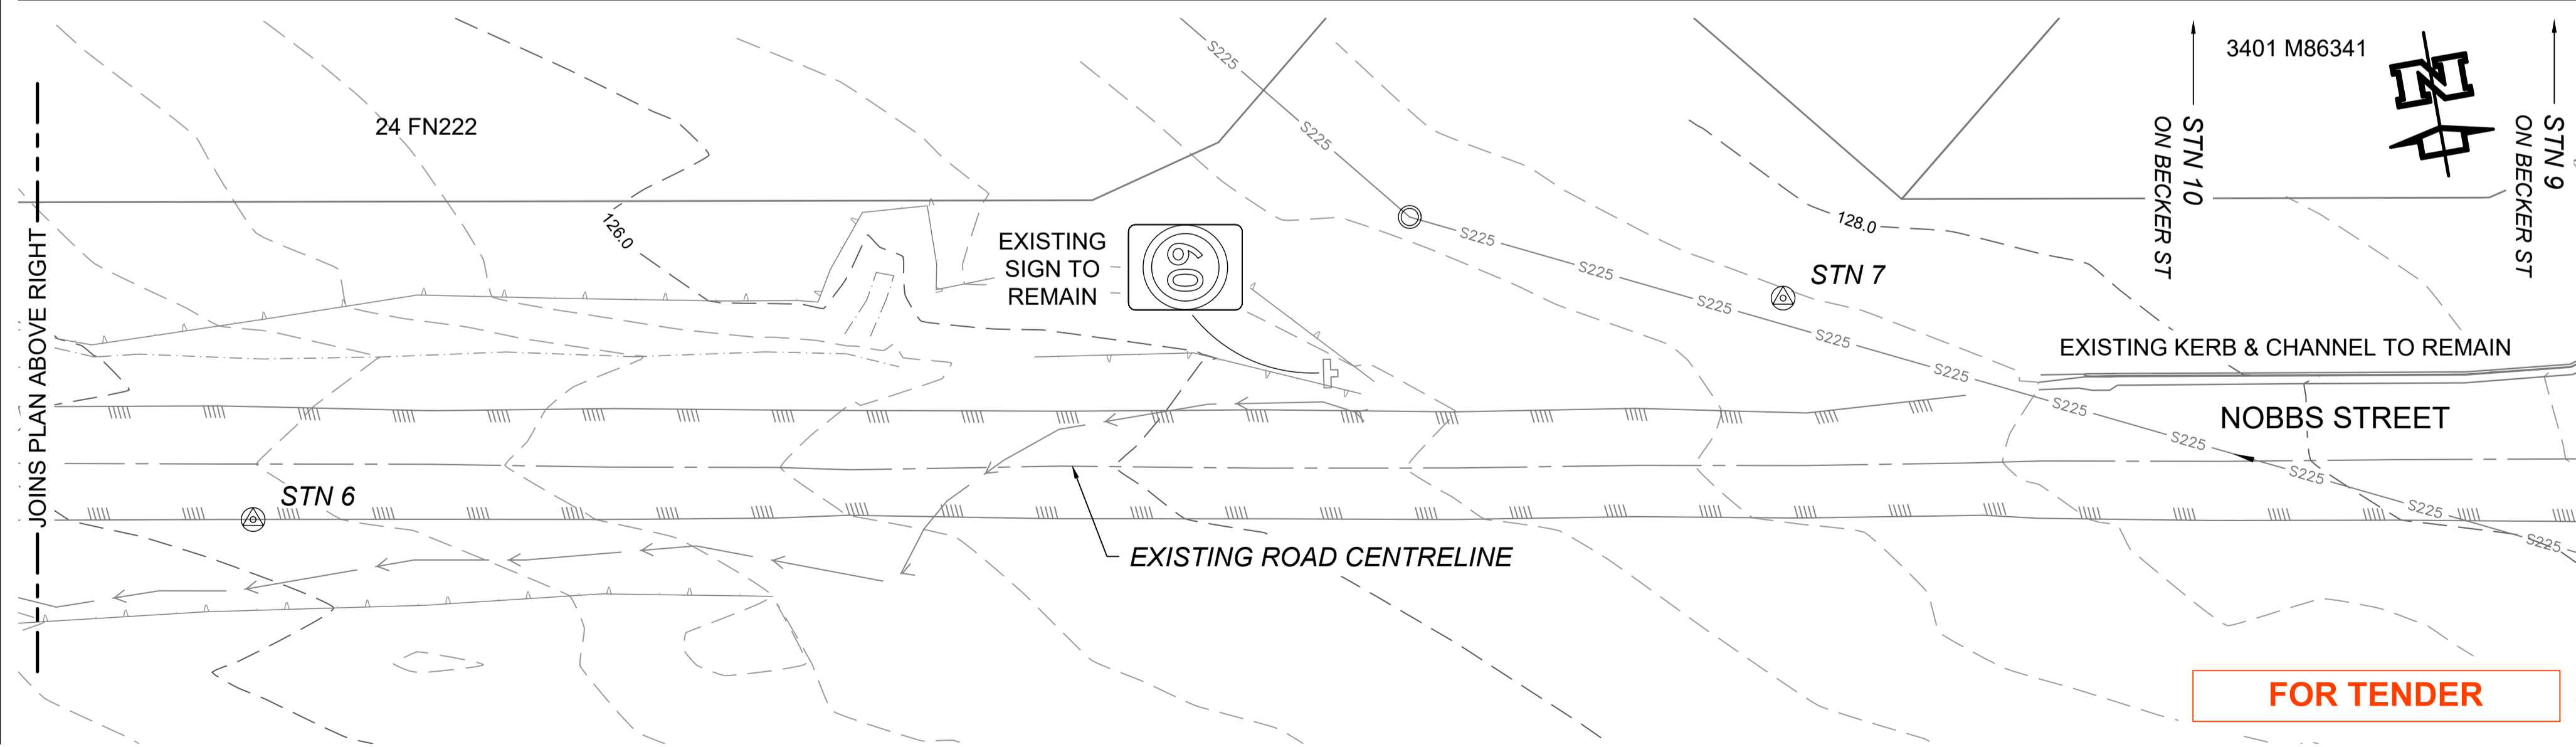 3401 M86341
N
24 FN222
S225
S225
STN 10
ON BECKER ST
STN 9
ON BECKER ST
126.0
128.0
EXISTING
SIGN TO
REMAIN
60
S225
S225
S225
S225
S225
S225
S225
S225
S225
S225
STN 7
EXISTING KERB & CHANNEL TO REMAIN
NOBBS STREET
JOINS PLAN ABOVE RIGHT
STN 6
EXISTING ROAD CENTRELINE
FOR TENDER